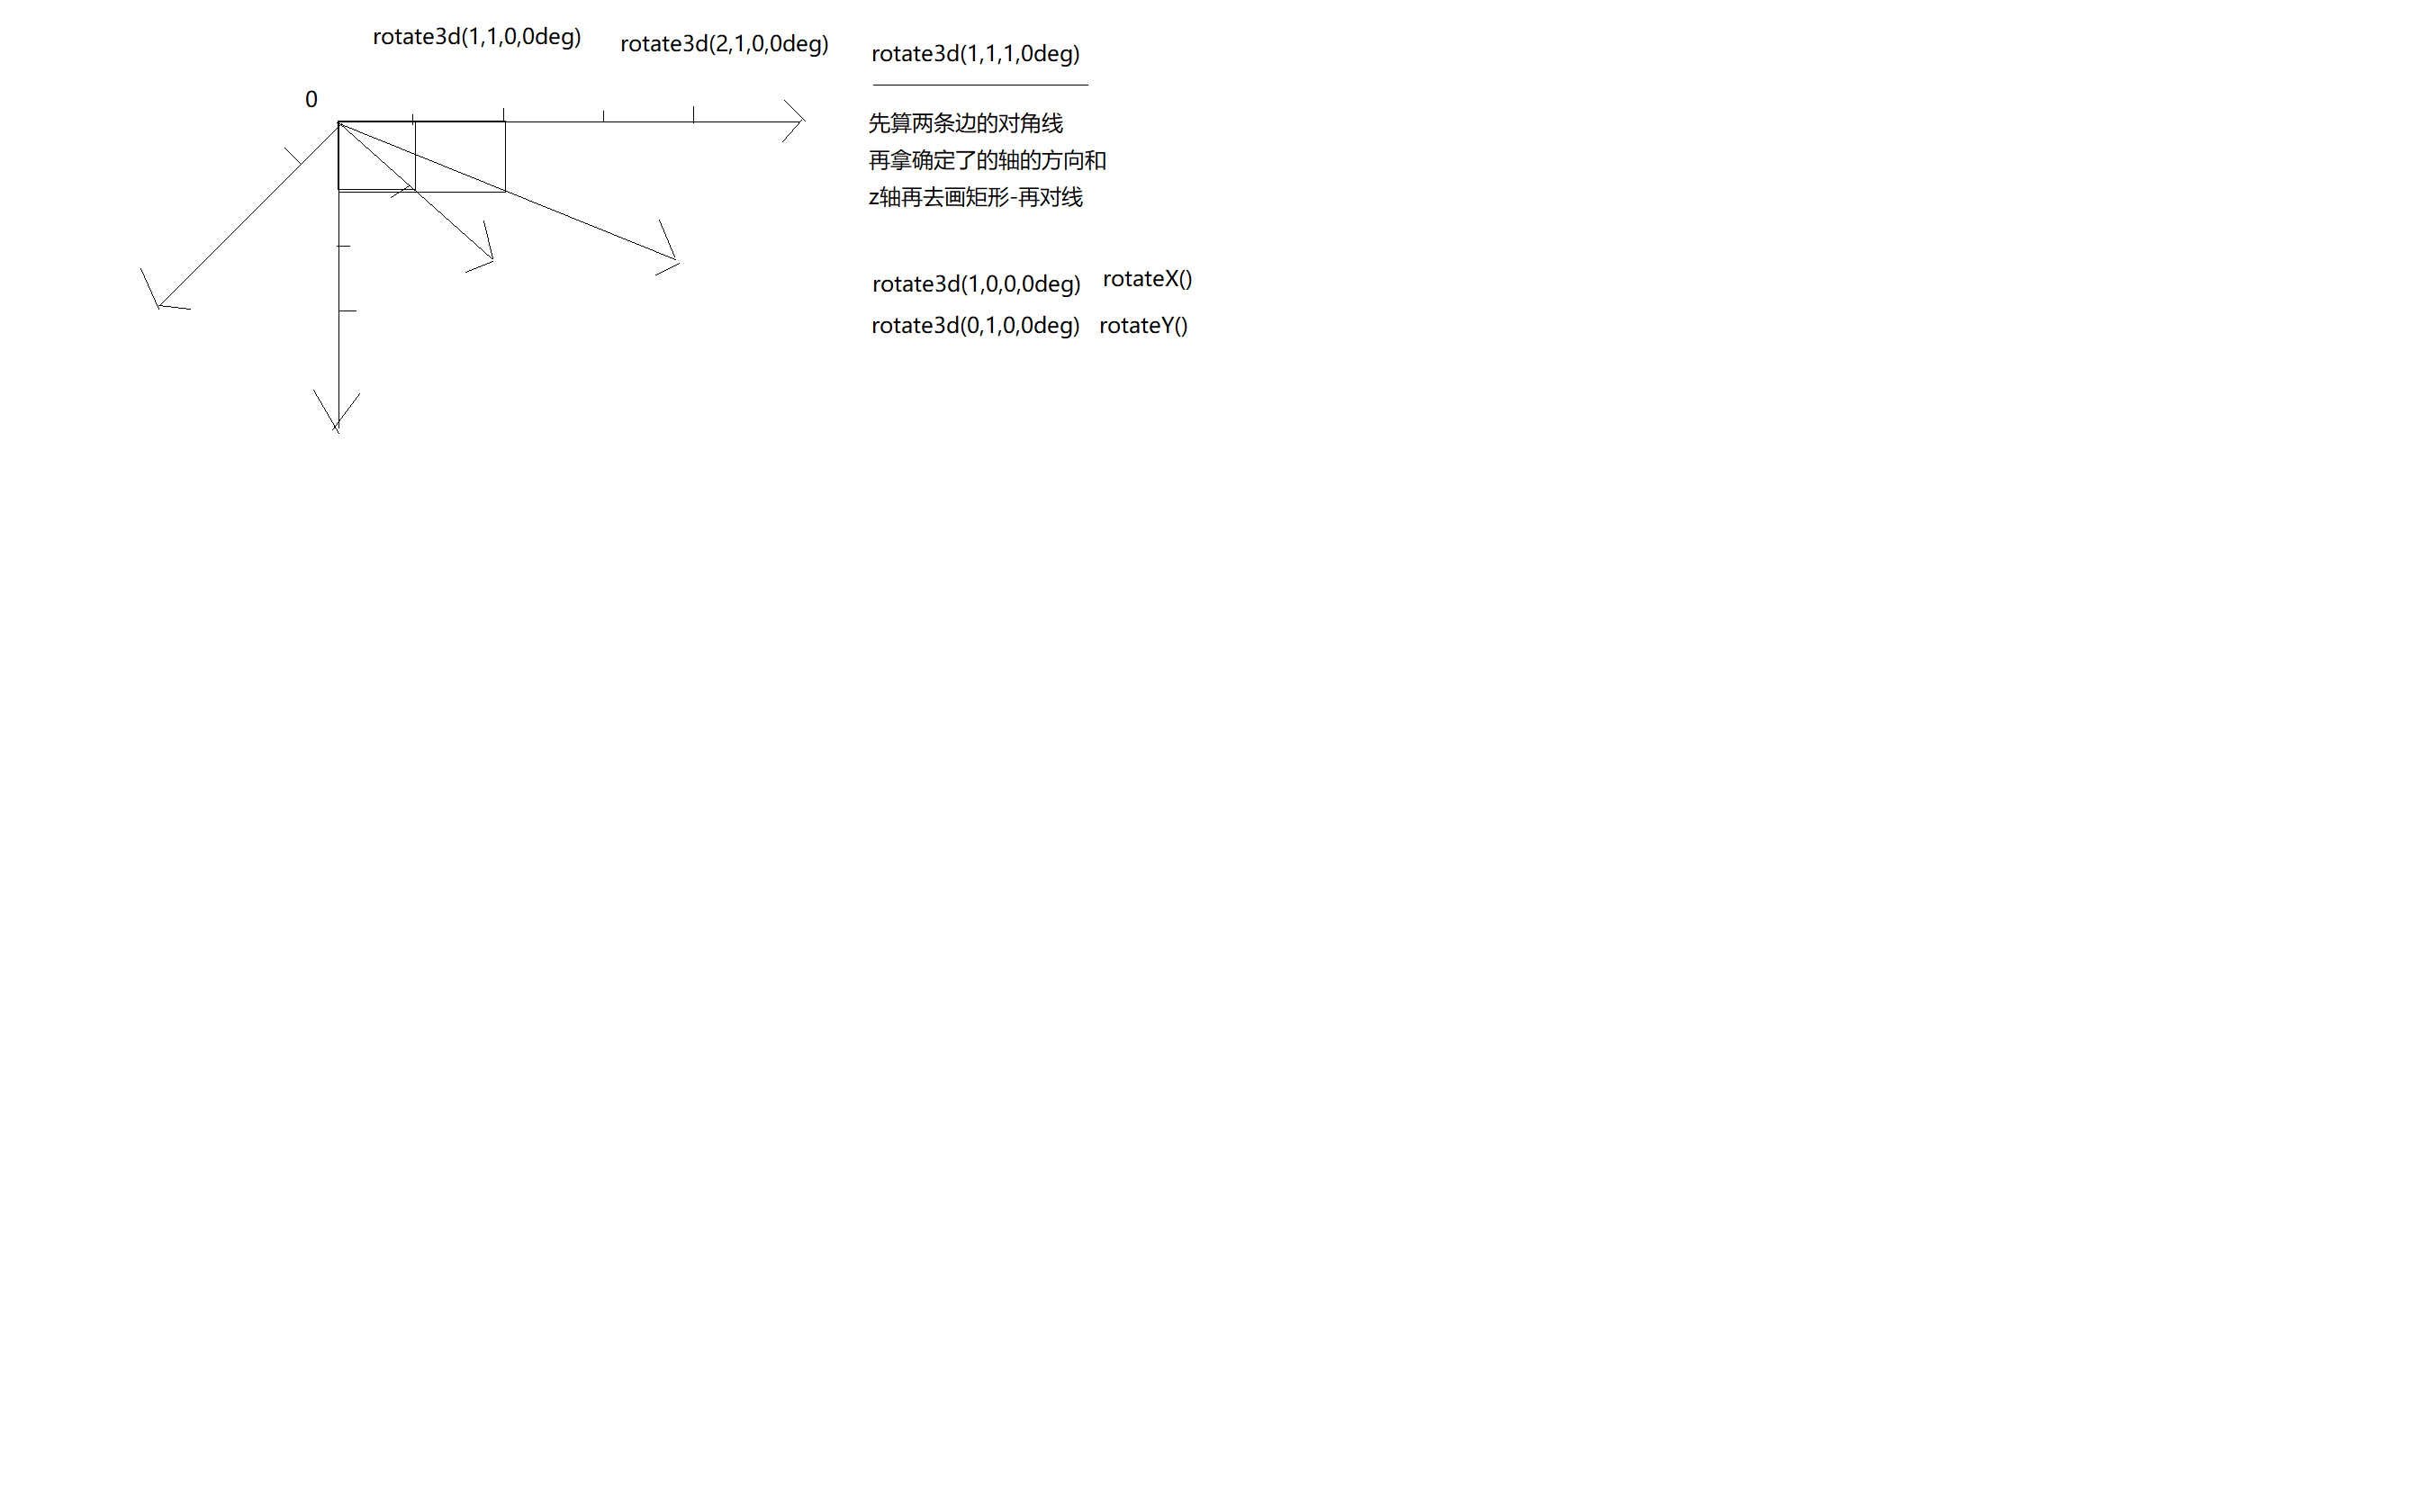 rotate3d(1,1,0,0deg)
rotate3d(2,1,0,0deg)
rotate3d(1,1,1,0deg)
0
先算两条边的对角线
再拿确定了的轴的方向和
z轴再去画矩形-再对线
rotate3d(1,0,0,0deg) rotateX()
rotate3d(0,1,0,0deg) rotateY()